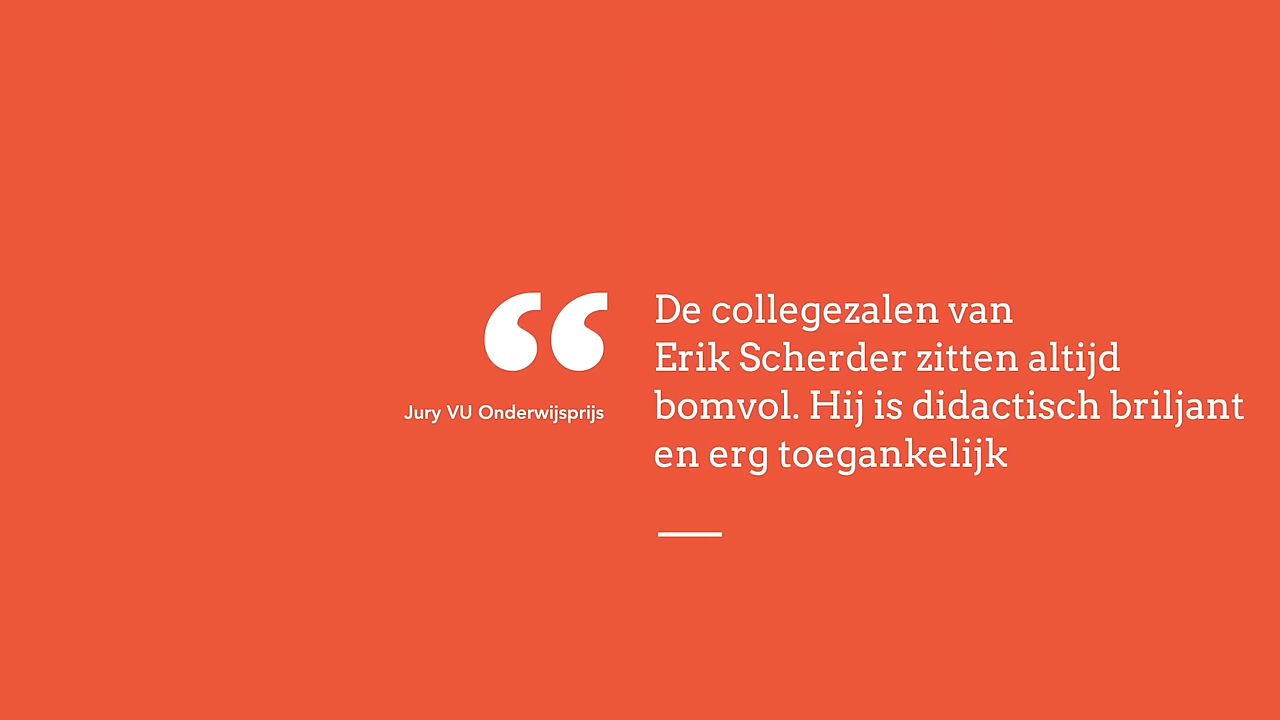 “
Jury VU Onderwijsprijs
De collegezalen van
Erik Scherder zitten altijd
bomvol. Hij is didactisch briljant
en erg toegankelijk